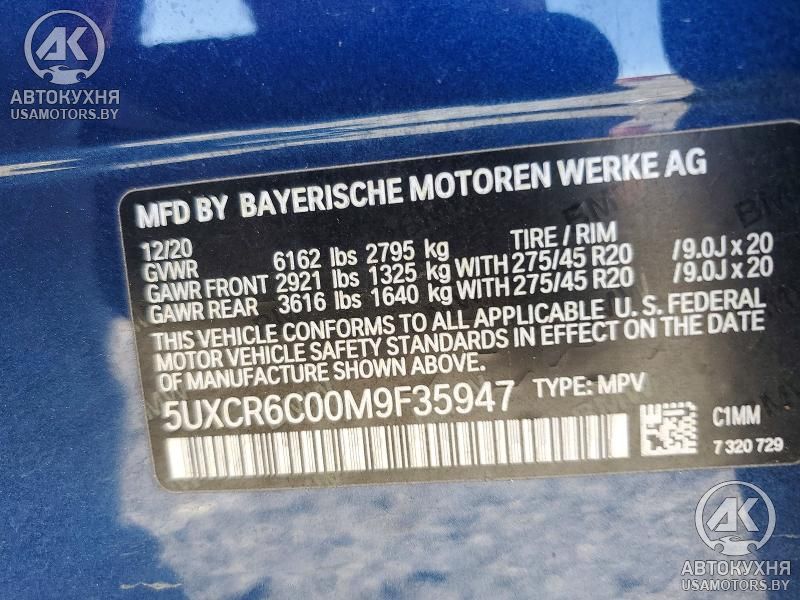 AK
АВТОКУХНЯ
USAMOTORS.BY
MFD BY BAYERISCHE MOTOREN WERKE AG
12/20 TIRE / RIM
GVWR 6162 lbs 2795 kg
GAWR FRONT 2921 lbs 1325 kg WITH 275/45 R20 /9.0J x 20
GAWR REAR 3616 lbs 1640 kg WITH 275/45 R20 /9.0J x 20
THIS VEHICLE CONFORMS TO ALL APPLICABLE U. S. FEDERAL
MOTOR VEHICLE SAFETY STANDARDS IN EFFECT ON THE DATE
OF MANUFACTURE SHOWN ABOVE.
5UXCR6C00M9F35947 TYPE: MPV
C1MM
7 320 729
AK
АВТОКУХНЯ
USAMOTORS.BY